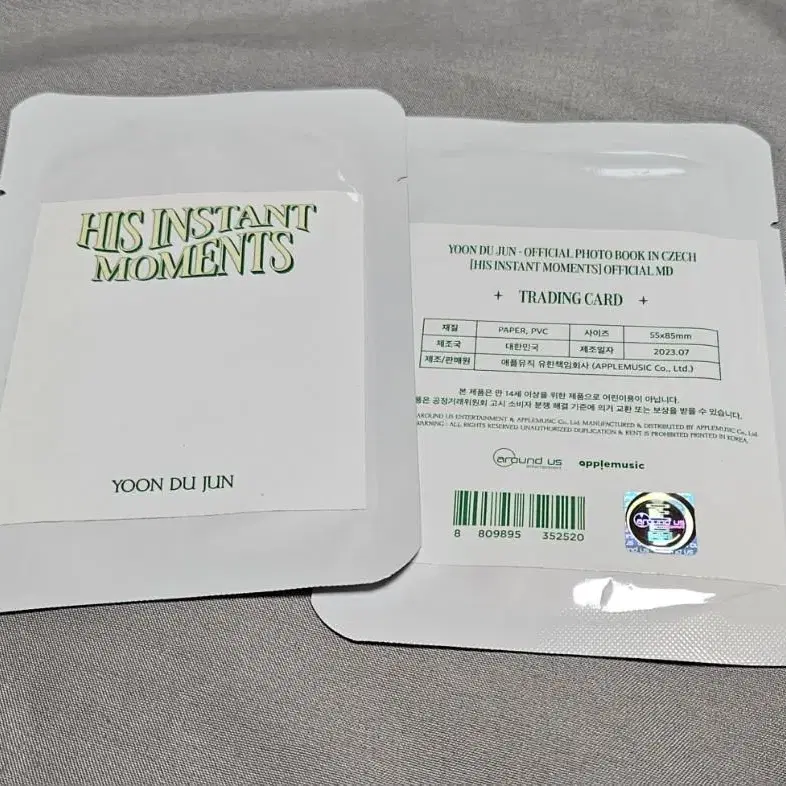 HIS INSTANT
MOMENTS
YOON DU JUN
YOON DU JUN - OFFICIAL PHOTO BOOK IN CZECH
[HIS INSTANT MOMENTS] OFFICIAL MD
TRADING CARD
재질 PAPER, PVC 사이즈 55x85mm
제조국 대한민국 제조일자 2023.07
제조/판매원 애플뮤직 유한책임회사 (APPLEMUSIC Co., Ltd.)
본 제품은 만 14세 이상을 위한 제품으로 어린이용이 아닙니다.
공정거래위원회 고시 소비자 분쟁 해결 기준에 의거 교환 또는 보상을 받을 수 있습니다.
AROUND US ENTERTAINMENT & APPLEMUSIC Co., Ltd. MANUFACTURED & DISTRIBUTED BY APPLEMUSIC Co., Ltd.
ALL RIGHTS RESERVED. UNAUTHORIZED DUPLICATION & RENT IS PROHIBITED. PRINTED IN KOREA.
around us
entertainment
applemusic
8 809895 352520
around us